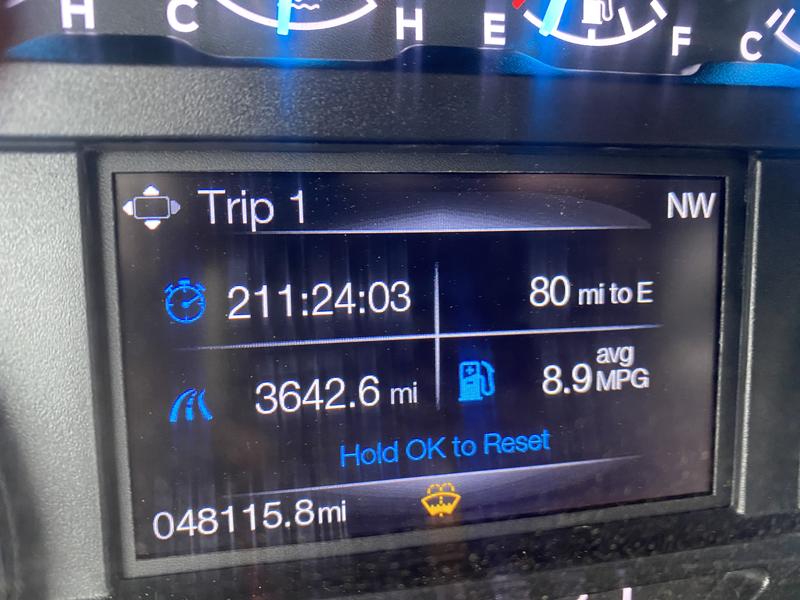 H C H E F C
Trip 1 NW
211:24:03 80 mi to E
3642.6 mi 8.9 avg MPG
Hold OK to Reset
048115.8mi